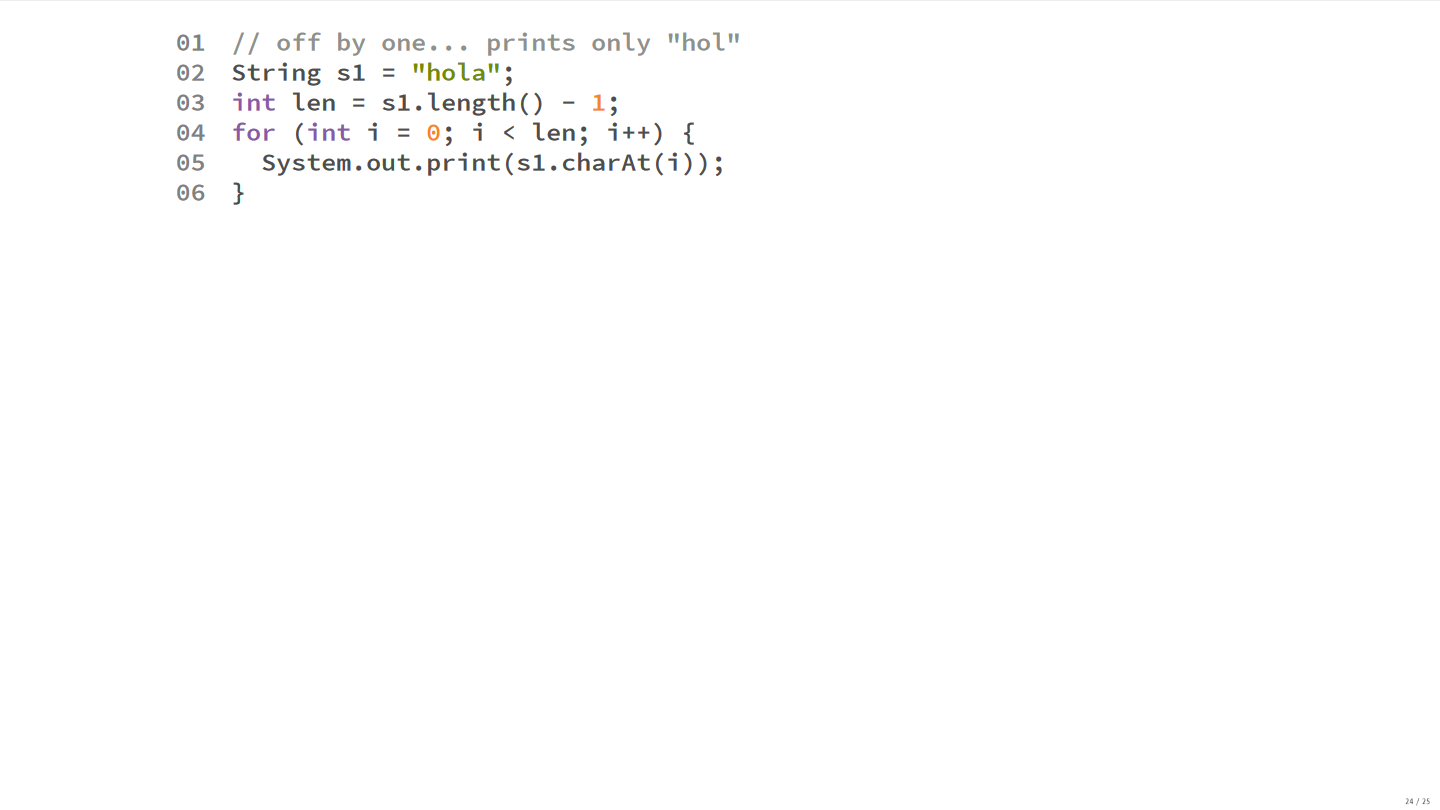 01 // off by one... prints only "hol"
02 String s1 = "hola";
03 int len = s1.length() - 1;
04 for (int i = 0; i < len; i++) {
05   System.out.print(s1.charAt(i));
06 }
24 / 25